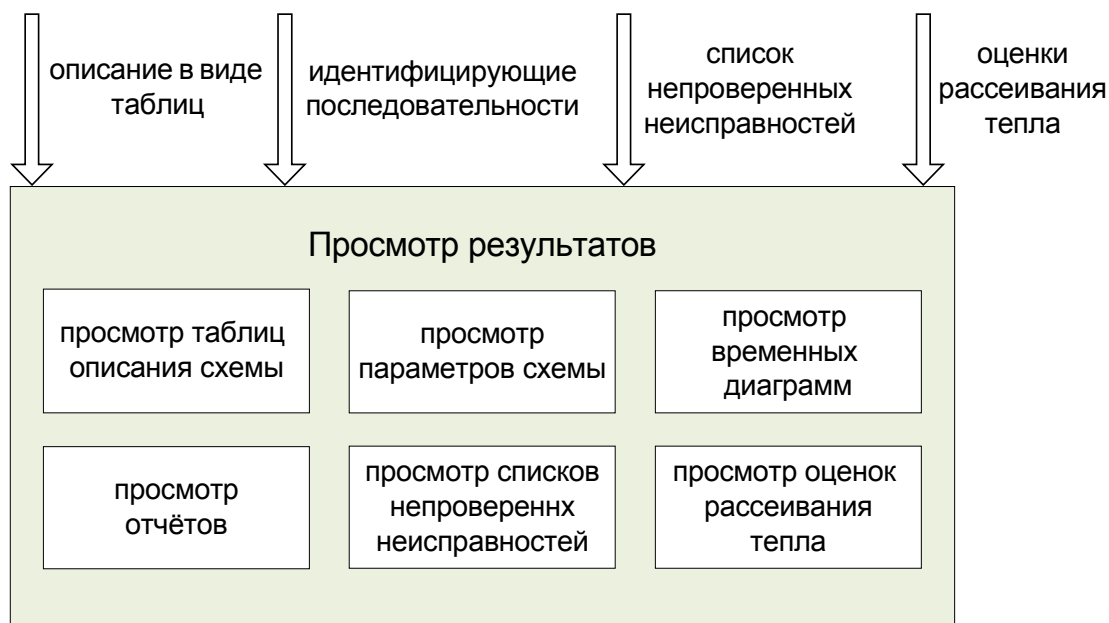 описание в виде
таблиц
идентифицирующие
последовательности
список
непроверенных
неисправностей
оценки
рассеивания
тепла
Просмотр результатов
просмотр таблиц
описания схемы
просмотр
параметров схемы
просмотр
временных
диаграмм
просмотр
отчётов
просмотр списков
непровереннх
неисправностей
просмотр оценок
рассеивания
тепла